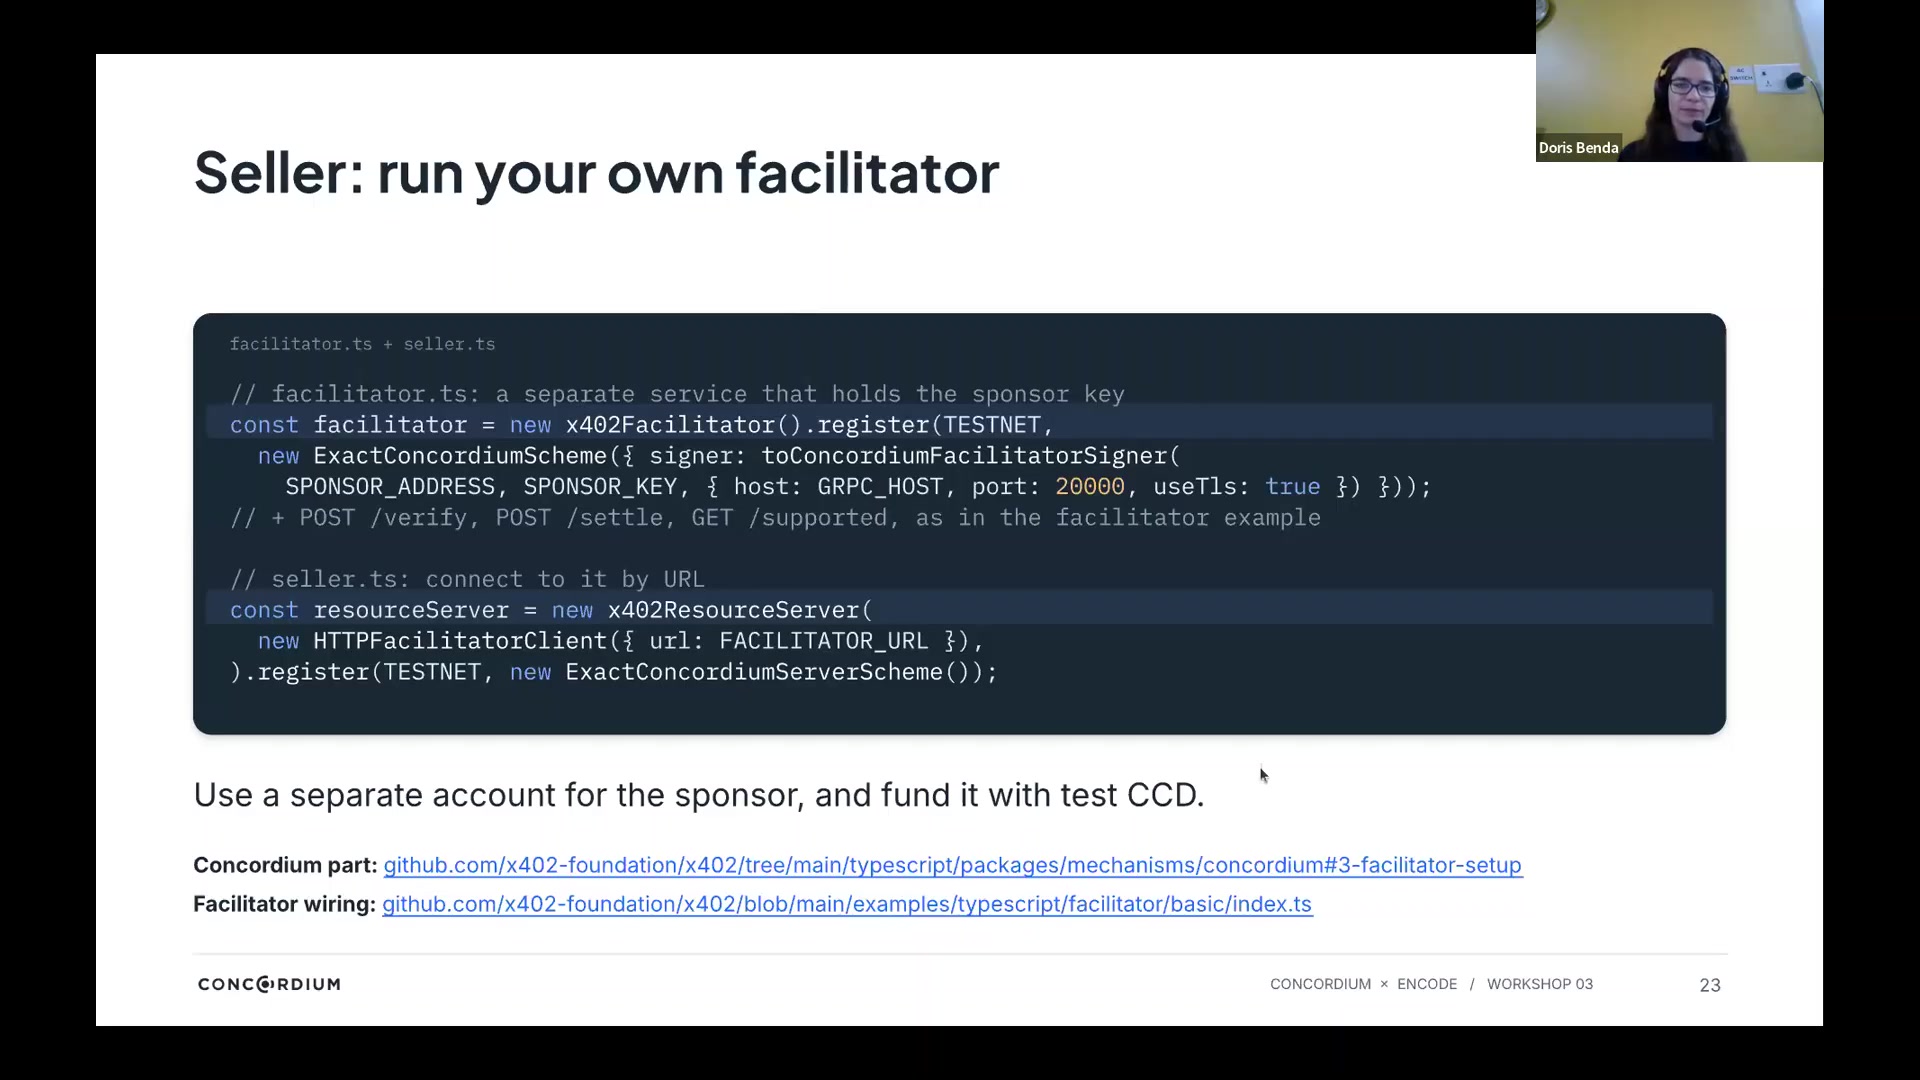 Doris Benda
AC SWITCH
Seller: run your own facilitator
facilitator.ts + seller.ts
// facilitator.ts: a separate service that holds the sponsor key
const facilitator = new x402Facilitator().register(TESTNET,
  new ExactConcordiumScheme({ signer: toConcordiumFacilitatorSigner(
    SPONSOR_ADDRESS, SPONSOR_KEY, { host: GRPC_HOST, port: 20000, useTls: true }) }));
// + POST /verify, POST /settle, GET /supported, as in the facilitator example
// seller.ts: connect to it by URL
const resourceServer = new x402ResourceServer(
  new HTTPFacilitatorClient({ url: FACILITATOR_URL }),
).register(TESTNET, new ExactConcordiumServerScheme());
Use a separate account for the sponsor, and fund it with test CCD.
Concordium part: github.com/x402-foundation/x402/tree/main/typescript/packages/mechanisms/concordium#3-facilitator-setup
Facilitator wiring: github.com/x402-foundation/x402/blob/main/examples/typescript/facilitator/basic/index.ts
CONCORDIUM
CONCORDIUM × ENCODE / WORKSHOP 03
23